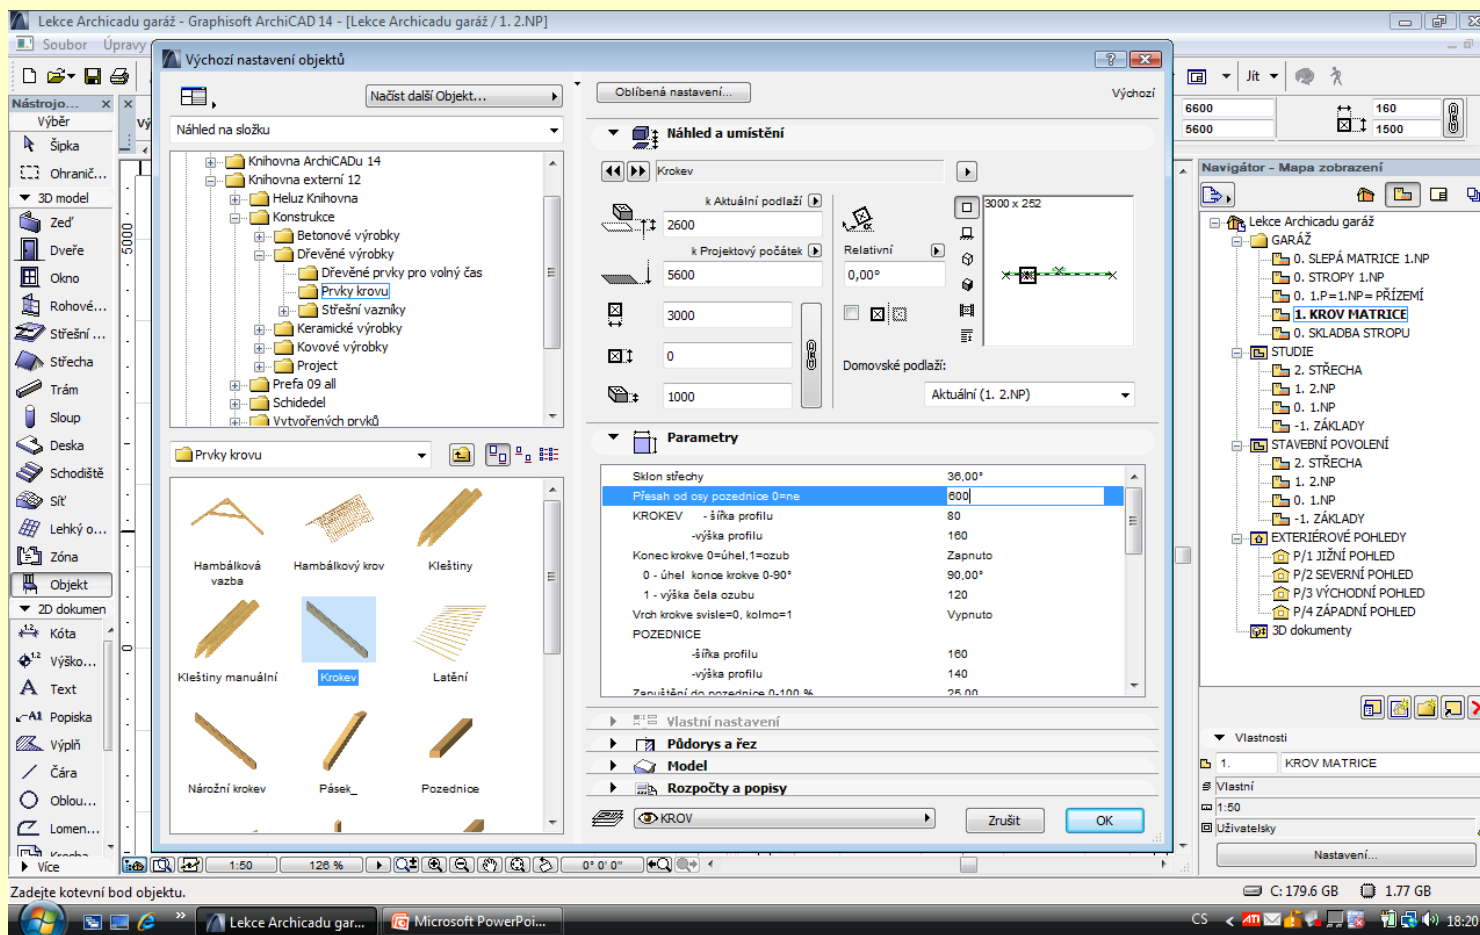 Lekce Archicadu garáž - Graphisoft ArchiCAD 14 - [Lekce Archicadu garáž / 1. 2.NP]
Soubor Úpravy
Jít
6600
5600
160
1500
Nástrojo...
Výběr
Šipka
Ohranič...
3D model
Zeď
Dveře
Okno
Rohové...
Střešní ...
Střecha
Trám
Sloup
Deska
Schodiště
Síť
Lehký o...
Zóna
Objekt
2D dokumen
Kóta
Výško...
Text
Popiska
Výplň
Čára
Oblou...
Lomen...
Více
5000
0
Výchozí nastavení objektů
Načíst další Objekt...
Náhled na složku
Knihovna ArchiCADu 14
Knihovna externí 12
Heluz Knihovna
Konstrukce
Betonové výrobky
Dřevěné výrobky
Dřevěné prvky pro volný čas
Prvky krovu
Střešní vazníky
Keramické výrobky
Kovové výrobky
Project
Prefa 09 all
Schidedel
Vytvořených prvků
Prvky krovu
Hambálková vazba
Hambálkový krov
Kleštiny
Kleštiny manuální
Krokev
Latění
Nárožní krokev
Pásek_
Pozednice
Oblíbená nastavení...
Výchozí
Náhled a umístění
Krokev
k Aktuální podlaží
2600
k Projektový počátek
5600
3000
0
1000
Relativní
0,00°
3000 x 252
Domovské podlaží:
Aktuální (1. 2.NP)
Parametry
Sklon střechy 36,00°
Přesah od osy pozednice 0=ne 600
KROKEV - šířka profilu 80
-výška profilu 160
Konec krokve 0=úhel,1=ozub Zapnuto
0 - úhel konce krokve 0-90° 90,00°
1 - výška čela ozubu 120
Vrch krokve svisle=0, kolmo=1 Vypnuto
POZEDNICE
-šířka profilu 160
-výška profilu 140
Zapuštění do pozednice 0-100 % 25,00
Vlastní nastavení
Půdorys a řez
Model
Rozpočty a popisy
KROV
Zrušit
OK
Navigátor - Mapa zobrazení
Lekce Archicadu garáž
GARÁŽ
0. SLEPÁ MATRICE 1.NP
0. STROPY 1.NP
0. 1.P=1.NP= PŘÍZEMÍ
1. KROV MATRICE
0. SKLADBA STROPU
STUDIE
2. STŘECHA
1. 2.NP
0. 1.NP
-1. ZÁKLADY
STAVEBNÍ POVOLENÍ
2. STŘECHA
1. 2.NP
0. 1.NP
-1. ZÁKLADY
EXTERIÉROVÉ POHLEDY
P/1 JIŽNÍ POHLED
P/2 SEVERNÍ POHLED
P/3 VÝCHODNÍ POHLED
P/4 ZÁPADNÍ POHLED
3D dokumenty
Vlastnosti
1. KROV MATRICE
Vlastní
1:50
Uživatelsky
Nastavení...
1:50
126 %
0° 0' 0"
Zadejte kotevní bod objektu.
C: 179.6 GB
1.77 GB
Lekce Archicadu gar...
Microsoft PowerPoi...
CS
18:20